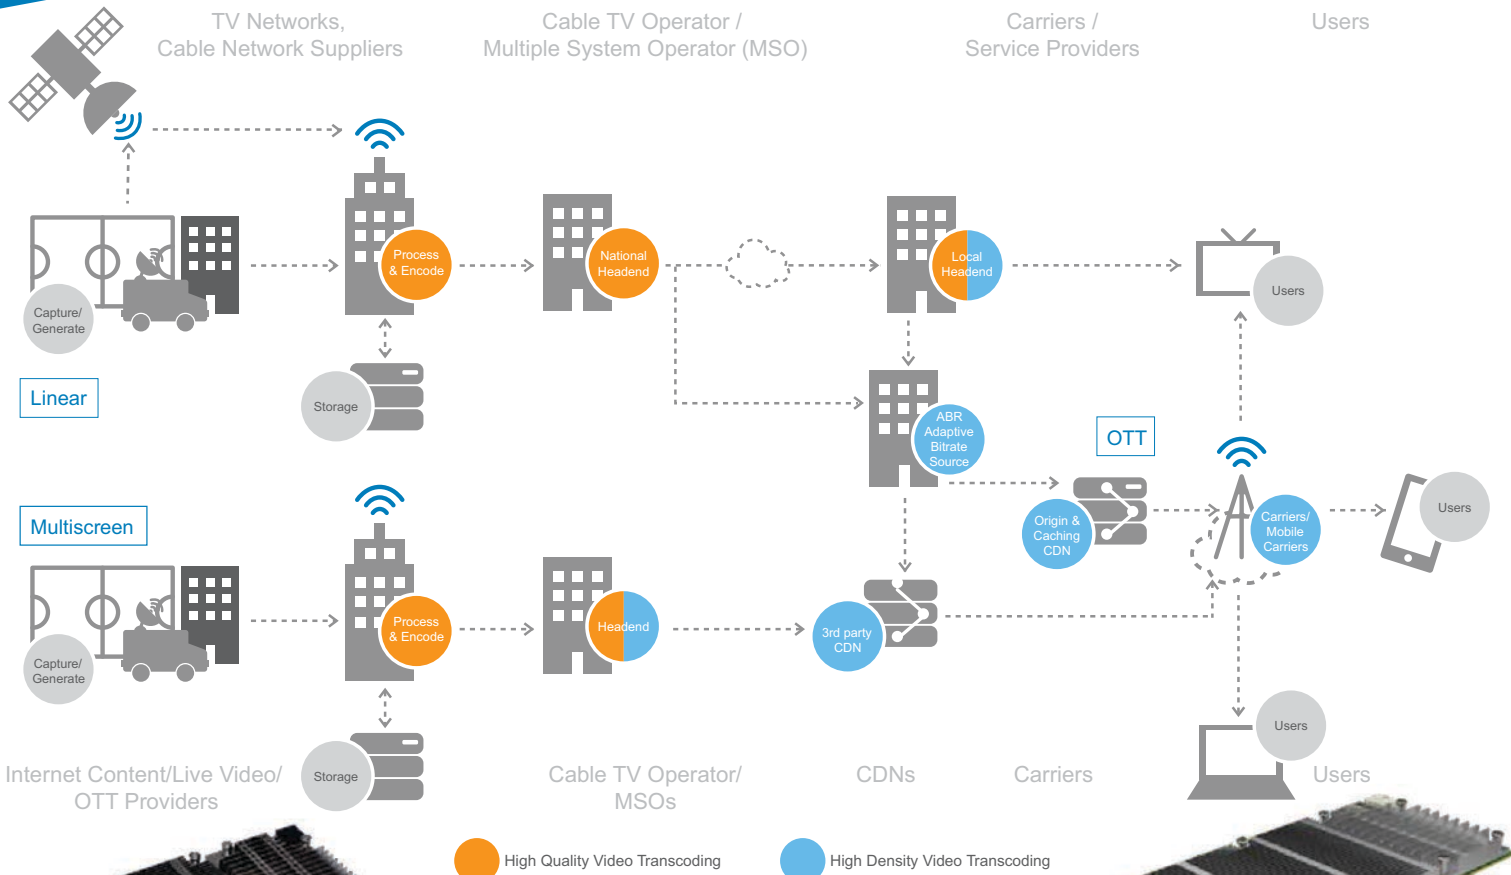 TV Networks,
Cable Network Suppliers
Cable TV Operator /
Multiple System Operator (MSO)
Carriers /
Service Providers
Users
Capture/
Generate
Process
& Encode
National
Headend
Local
Headend
Users
Linear
Storage
ABR
Adaptive
Bitrate
Source
OTT
Origin &
Caching
CDN
Carriers/
Mobile
Carriers
Users
Multiscreen
Capture/
Generate
Process
& Encode
Headend
3rd party
CDN
Users
Storage
Internet Content/Live Video/
OTT Providers
Cable TV Operator/
MSOs
CDNs
Carriers
Users
High Quality Video Transcoding
High Density Video Transcoding